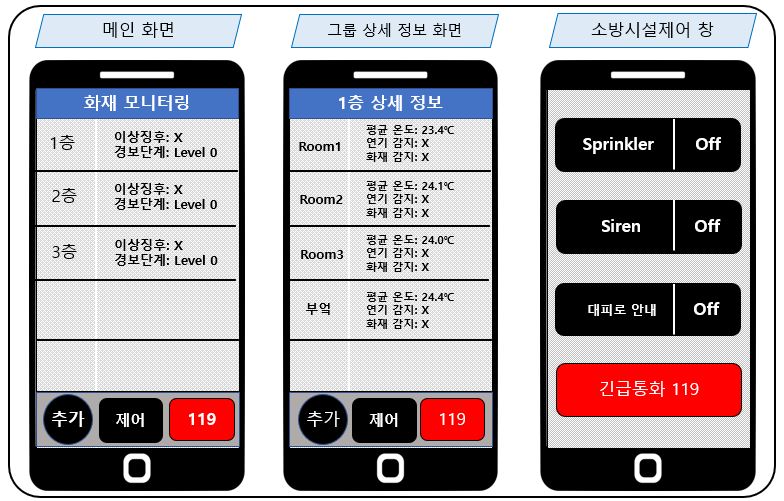 메인 화면
그룹 상세 정보 화면
소방시설제어 창
화재 모니터링
1층
이상징후: X
경보단계: Level 0
2층
이상징후: X
경보단계: Level 0
3층
이상징후: X
경보단계: Level 0
추가
제어
119
1층 상세 정보
Room1
평균 온도: 23.4℃
연기 감지: X
화재 감지: X
Room2
평균 온도: 24.1℃
연기 감지: X
화재 감지: X
Room3
평균 온도: 24.0℃
연기 감지: X
화재 감지: X
부엌
평균 온도: 24.4℃
연기 감지: X
화재 감지: X
추가
제어
119
Sprinkler Off
Siren Off
대피로 안내 Off
긴급통화 119